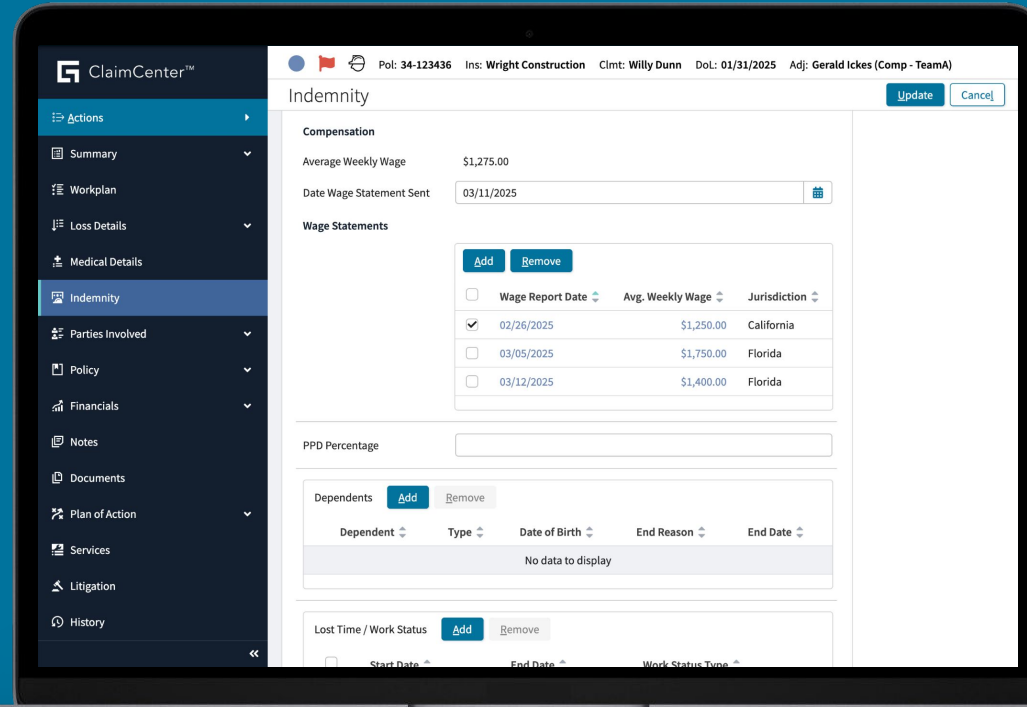 ClaimCenter™
Pol: 34-123436 Ins: Wright Construction Clmt: Willy Dunn DoL: 01/31/2025 Adj: Gerald Ickes (Comp - TeamA)
Indemnity
Update
Cancel
Actions
Summary
Workplan
Loss Details
Medical Details
Indemnity
Parties Involved
Policy
Financials
Notes
Documents
Plan of Action
Services
Litigation
History
Compensation
Average Weekly Wage $1,275.00
Date Wage Statement Sent 03/11/2025
Wage Statements
Add Remove
Wage Report Date Avg. Weekly Wage Jurisdiction
02/26/2025 $1,250.00 California
03/05/2025 $1,750.00 Florida
03/12/2025 $1,400.00 Florida
PPD Percentage
Dependents Add Remove
Dependent Type Date of Birth End Reason End Date
No data to display
Lost Time / Work Status Add Remove
Start Date End Date Work Status Type